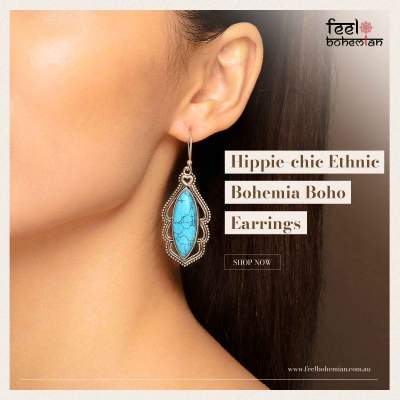 feel
bohemian
Hippie-chic Ethnic
Bohemia Boho
Earrings
SHOP NOW
www.feelbohemian.com.au